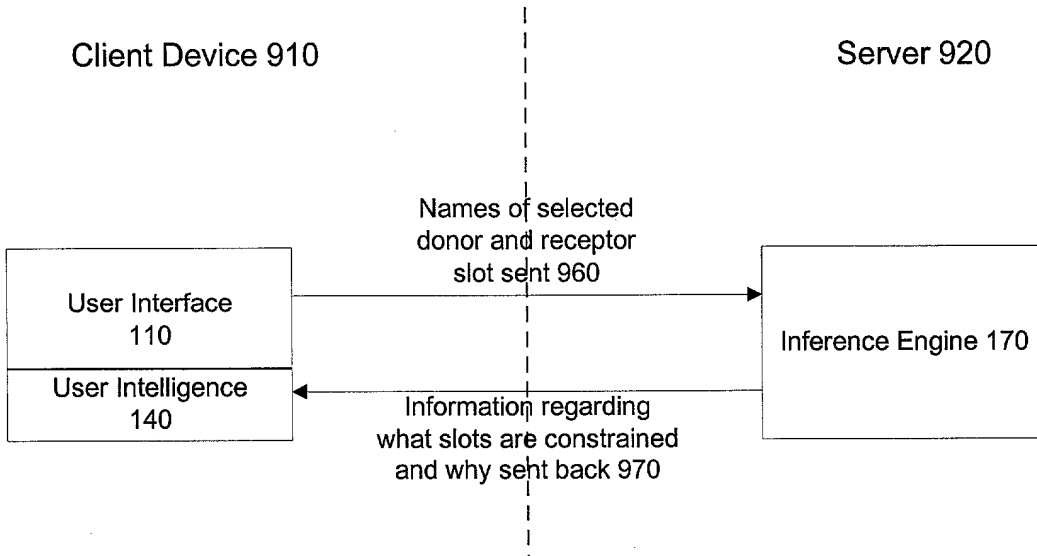 Client Device 910
Server 920
Names of selected
donor and receptor
slot sent 960
User Interface
110
Inference Engine 170
User Intelligence
140
Information regarding
what slots are constrained
and why sent back 970